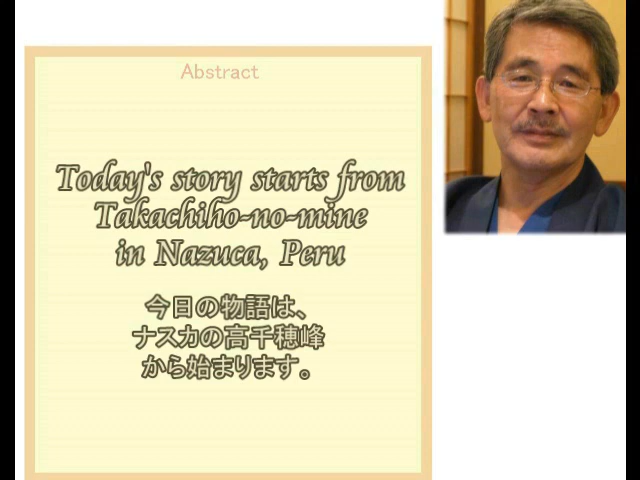 Abstract
Today's story starts from
Takachiho-no-mine
in Nazuca, Peru
今日の物語は、
ナスカの高千穂峰
から始まります。